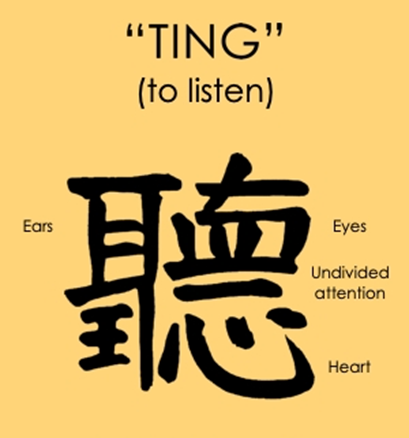 “TING”
(to listen)
聽
Ears
Eyes
Undivided
attention
Heart